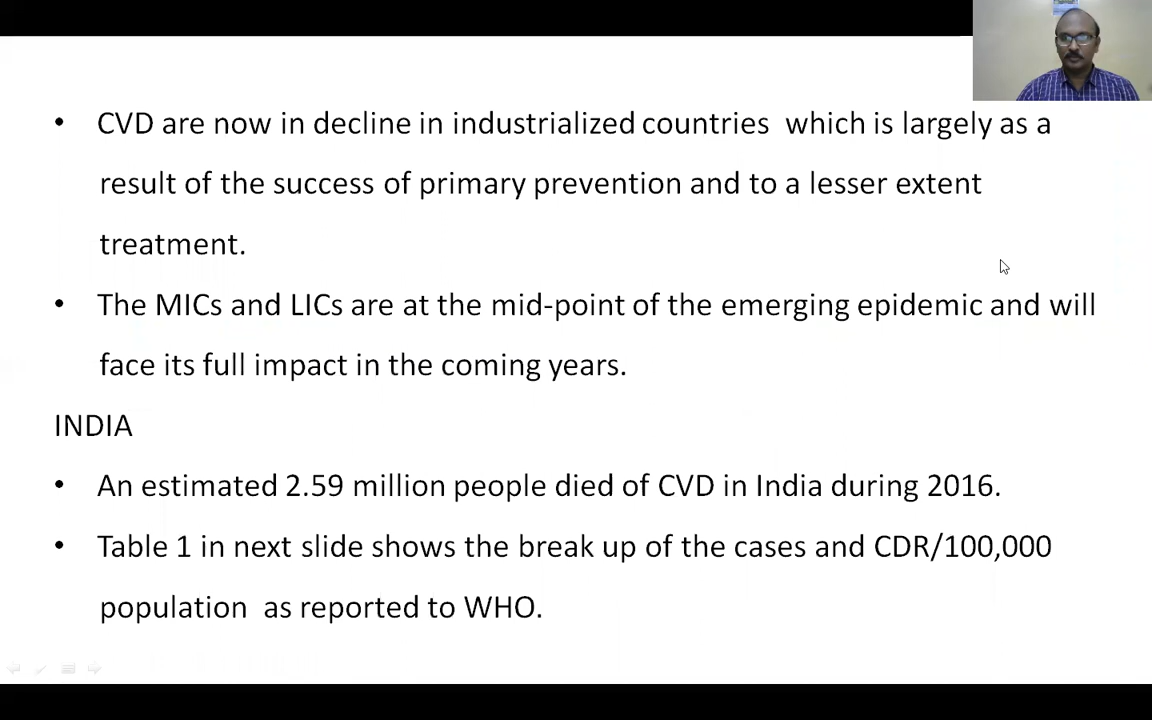 • CVD are now in decline in industrialized countries which is largely as a
result of the success of primary prevention and to a lesser extent
treatment.
• The MICs and LICs are at the mid-point of the emerging epidemic and will
face its full impact in the coming years.
INDIA
• An estimated 2.59 million people died of CVD in India during 2016.
• Table 1 in next slide shows the break up of the cases and CDR/100,000
population as reported to WHO.